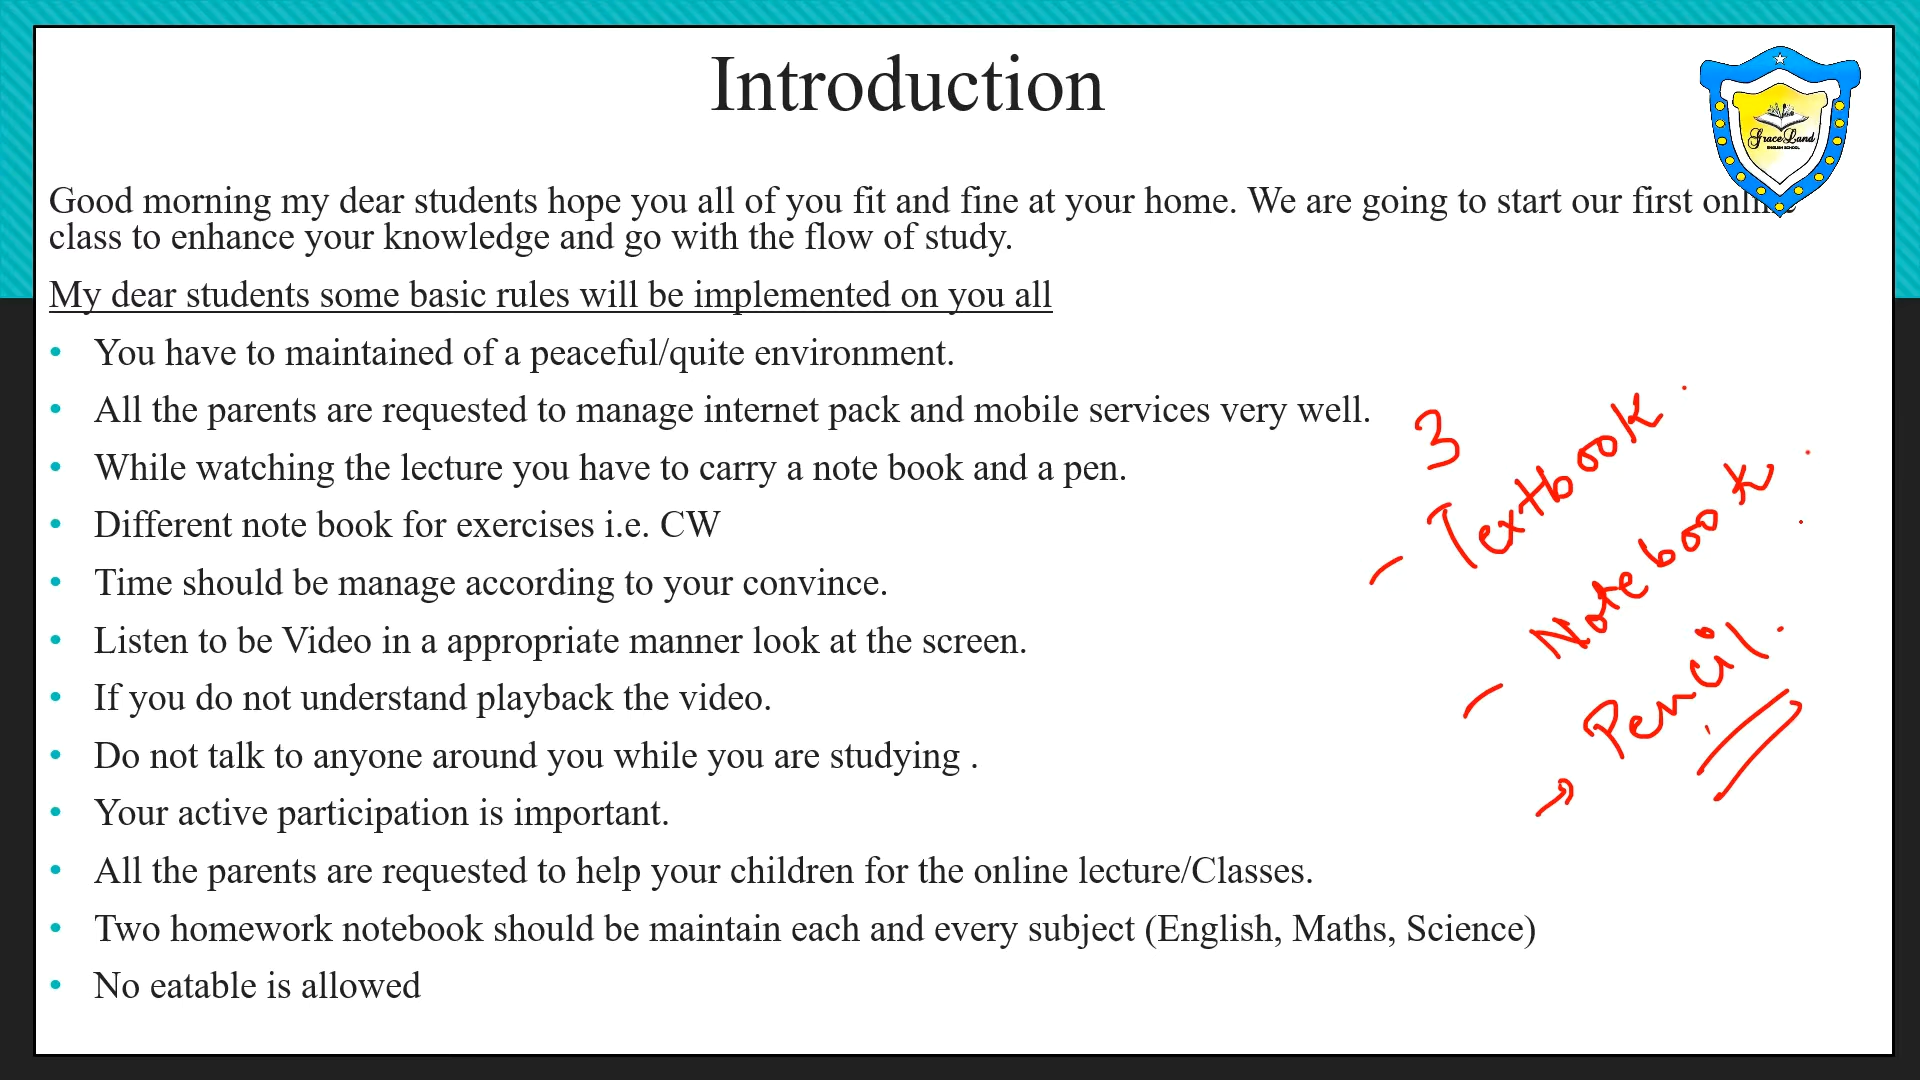 Introduction
Grace Land
ENGLISH SCHOOL
Good morning my dear students hope you all of you fit and fine at your home. We are going to start our first online
class to enhance your knowledge and go with the flow of study.
My dear students some basic rules will be implemented on you all
• You have to maintained of a peaceful/quite environment.
• All the parents are requested to manage internet pack and mobile services very well.
• While watching the lecture you have to carry a note book and a pen.
• Different note book for exercises i.e. CW
• Time should be manage according to your convince.
• Listen to be Video in a appropriate manner look at the screen.
• If you do not understand playback the video.
• Do not talk to anyone around you while you are studying .
• Your active participation is important.
• All the parents are requested to help your children for the online lecture/Classes.
• Two homework notebook should be maintain each and every subject (English, Maths, Science)
• No eatable is allowed
3
- Textbook
- Notebook
→ Pencil.